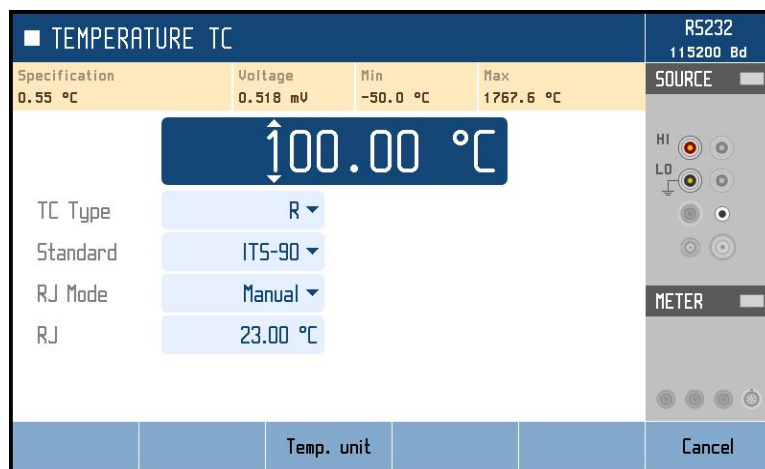 TEMPERATURE TC
RS232
115200 Bd
Specification Voltage Min Max
0.55 °C 0.518 mV -50.0 °C 1767.6 °C
SOURCE
100.00 °C
HI
LO
TC Type R
Standard ITS-90
RJ Mode Manual
RJ 23.00 °C
METER
Temp. unit Cancel